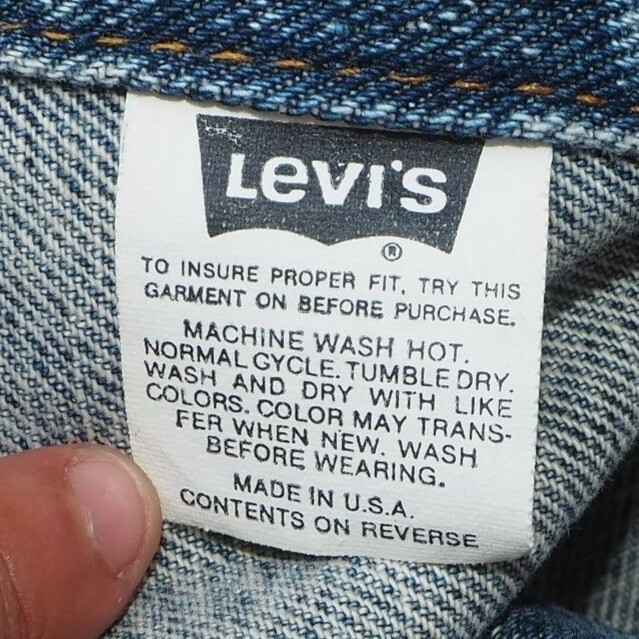 LEVI'S
®
TO INSURE PROPER FIT, TRY THIS
GARMENT ON BEFORE PURCHASE.
MACHINE WASH HOT.
NORMAL CYCLE. TUMBLE DRY.
WASH AND DRY WITH LIKE
COLORS. COLOR MAY TRANS-
FER WHEN NEW. WASH
BEFORE WEARING.
MADE IN U.S.A.
CONTENTS ON REVERSE